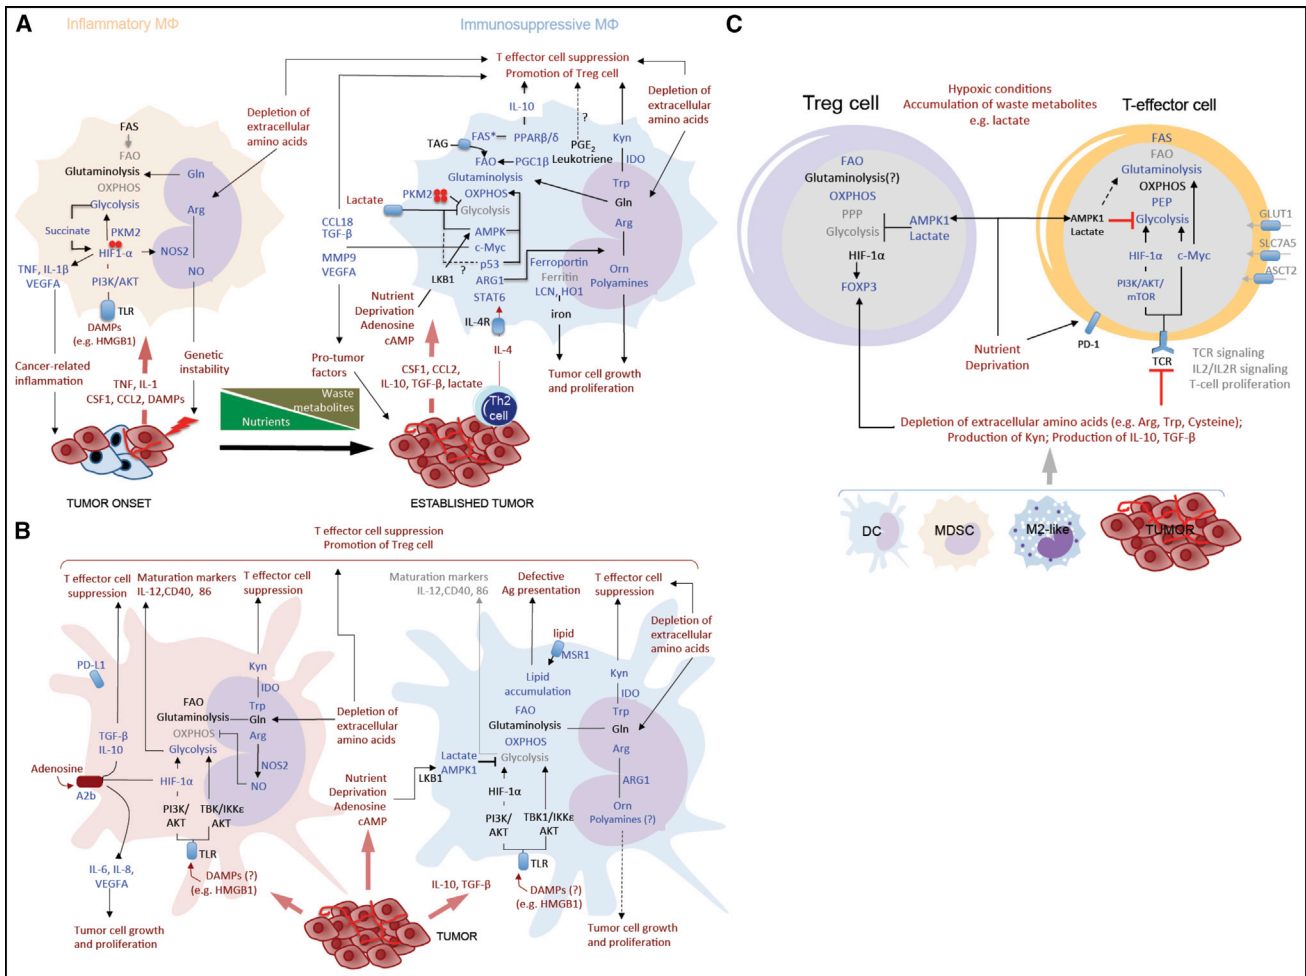 A
Inflammatory MΦ
Immunosuppressive MΦ
T effector cell suppression
Promotion of Treg cell
Depletion of
extracellular
amino acids
Depletion of
extracellular
amino acids
FAS
FAO
Glutaminolysis
OXPHOS
Glycolysis
Succinate
PKM2
HIF1-α
TNF, IL-1β
VEGFA
PI3K/AKT
TLR
DAMPs
(e.g. HMGB1)
Gln
Arg
NOS2
NO
Cancer-related
inflammation
TNF, IL-1
CSF1, CCL2, DAMPs
Genetic
instability
TUMOR ONSET
Waste
metabolites
Nutrients
CCL18
TGF-β
MMP9
VEGFA
Pro-tumor
factors
IL-10
?
TAG
FAS*
PPARβ/δ
FAO
PGC1β
PGE2
Leukotriene
Kyn
IDO
Trp
Gln
Arg
Orn
Polyamines
Glutaminolysis
PKM2
OXPHOS
Lactate
Glycolysis
AMPK
c-Myc
?
p53
LKB1
ARG1
STAT6
Ferroportin
Ferritin
LCN, HO1
iron
IL-4R
IL-4
Nutrient
Deprivation
Adenosine
cAMP
CSF1, CCL2,
IL-10, TGF-β, lactate
Th2
cell
Tumor cell growth
and proliferation
ESTABLISHED TUMOR
B
T effector cell suppression
Promotion of Treg cell
T effector cell
suppression
Maturation markers
IL-12,CD40, 86
T effector cell
suppression
PD-L1
TGF-β
IL-10
Adenosine
A2b
IL-6, IL-8,
VEGFA
Tumor cell growth
and proliferation
Kyn
IDO
Trp
Gln
Arg
NOS2
NO
FAO
Glutaminolysis
OXPHOS
Glycolysis
HIF-1α
PI3K/
AKT
TBK/IKKε
AKT
TLR
DAMPs (?)
(e.g. HMGB1)
Depletion of
extracellular
amino acids
Nutrient
Deprivation
Adenosine
cAMP
TUMOR
IL-10, TGF-β
Maturation markers
IL-12,CD40, 86
Defective
Ag presentation
T effector cell
suppression
Depletion of
extracellular
amino acids
lipid
MSR1
Lipid
accumulation
Kyn
IDO
Trp
Gln
Arg
ARG1
Orn
Polyamines (?)
FAO
Glutaminolysis
OXPHOS
Glycolysis
Lactate
AMPK1
LKB1
HIF-1α
PI3K/
AKT
TBK1/IKKε
AKT
TLR
DAMPs (?)
(e.g. HMGB1)
Tumor cell growth
and proliferation
C
Treg cell
Hypoxic conditions
Accumulation of waste metabolites
e.g. lactate
T-effector cell
FAO
Glutaminolysis(?)
OXPHOS
PPP
Glycolysis
HIF-1α
FOXP3
AMPK1
Lactate
FAS
FAO
Glutaminolysis
OXPHOS
PEP
Glycolysis
AMPK1
Lactate
HIF-1α
c-Myc
PI3K/AKT/
mTOR
GLUT1
SLC7A5
ASCT2
PD-1
TCR
Nutrient
Deprivation
TCR signaling
IL2/IL2R signaling
T-cell proliferation
Depletion of extracellular amino acids (e.g. Arg, Trp, Cysteine);
Production of Kyn; Production of IL-10, TGF-β
DC
MDSC
M2-like
TUMOR